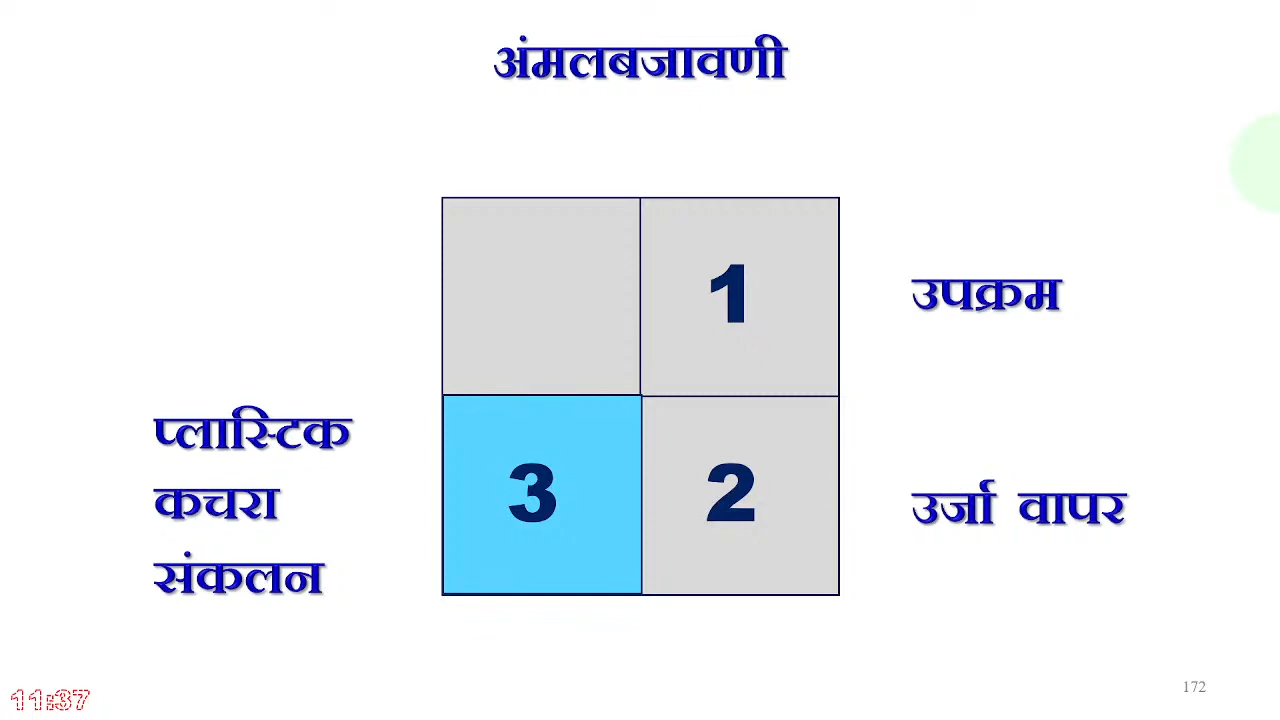 अंमलबजावणी
1
उपक्रम
प्लास्टिक
कचरा
संकलन
3
2
उर्जा वापर
11:37
172